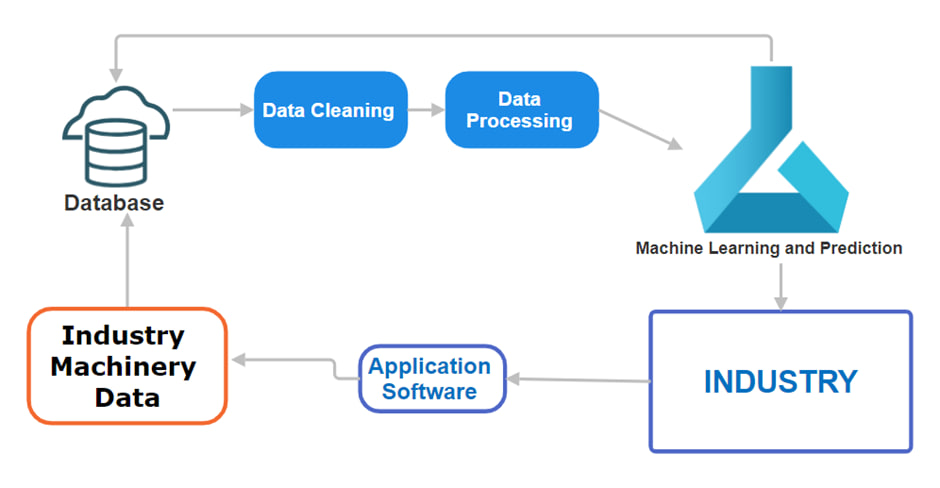 Data Cleaning
Data
Processing
Database
Machine Learning and Prediction
Industry
Machinery
Data
Application
Software
INDUSTRY